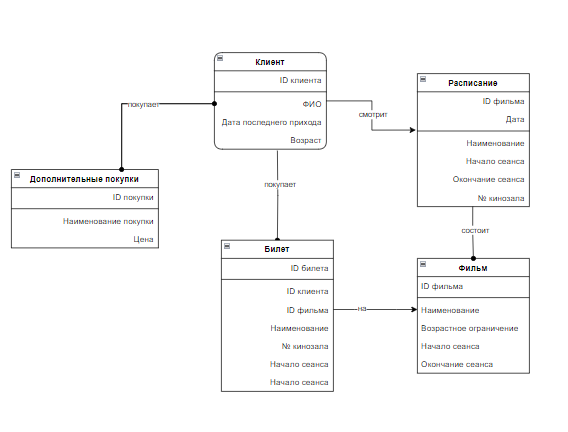 Клиент
ID клиента
ФИО
Дата последнего прихода
Возраст
покупает
смотрит
покупает
Расписание
ID фильма
Дата
Наименование
Начало сеанса
Окончание сеанса
№ кинозала
Дополнительные покупки
ID покупки
Наименование покупки
Цена
состоит
Билет
ID билета
ID клиента
ID фильма
Наименование
№ кинозала
Начало сеанса
Начало сеанса
на
Фильм
ID фильма
Наименование
Возрастное ограничение
Начало сеанса
Окончание сеанса